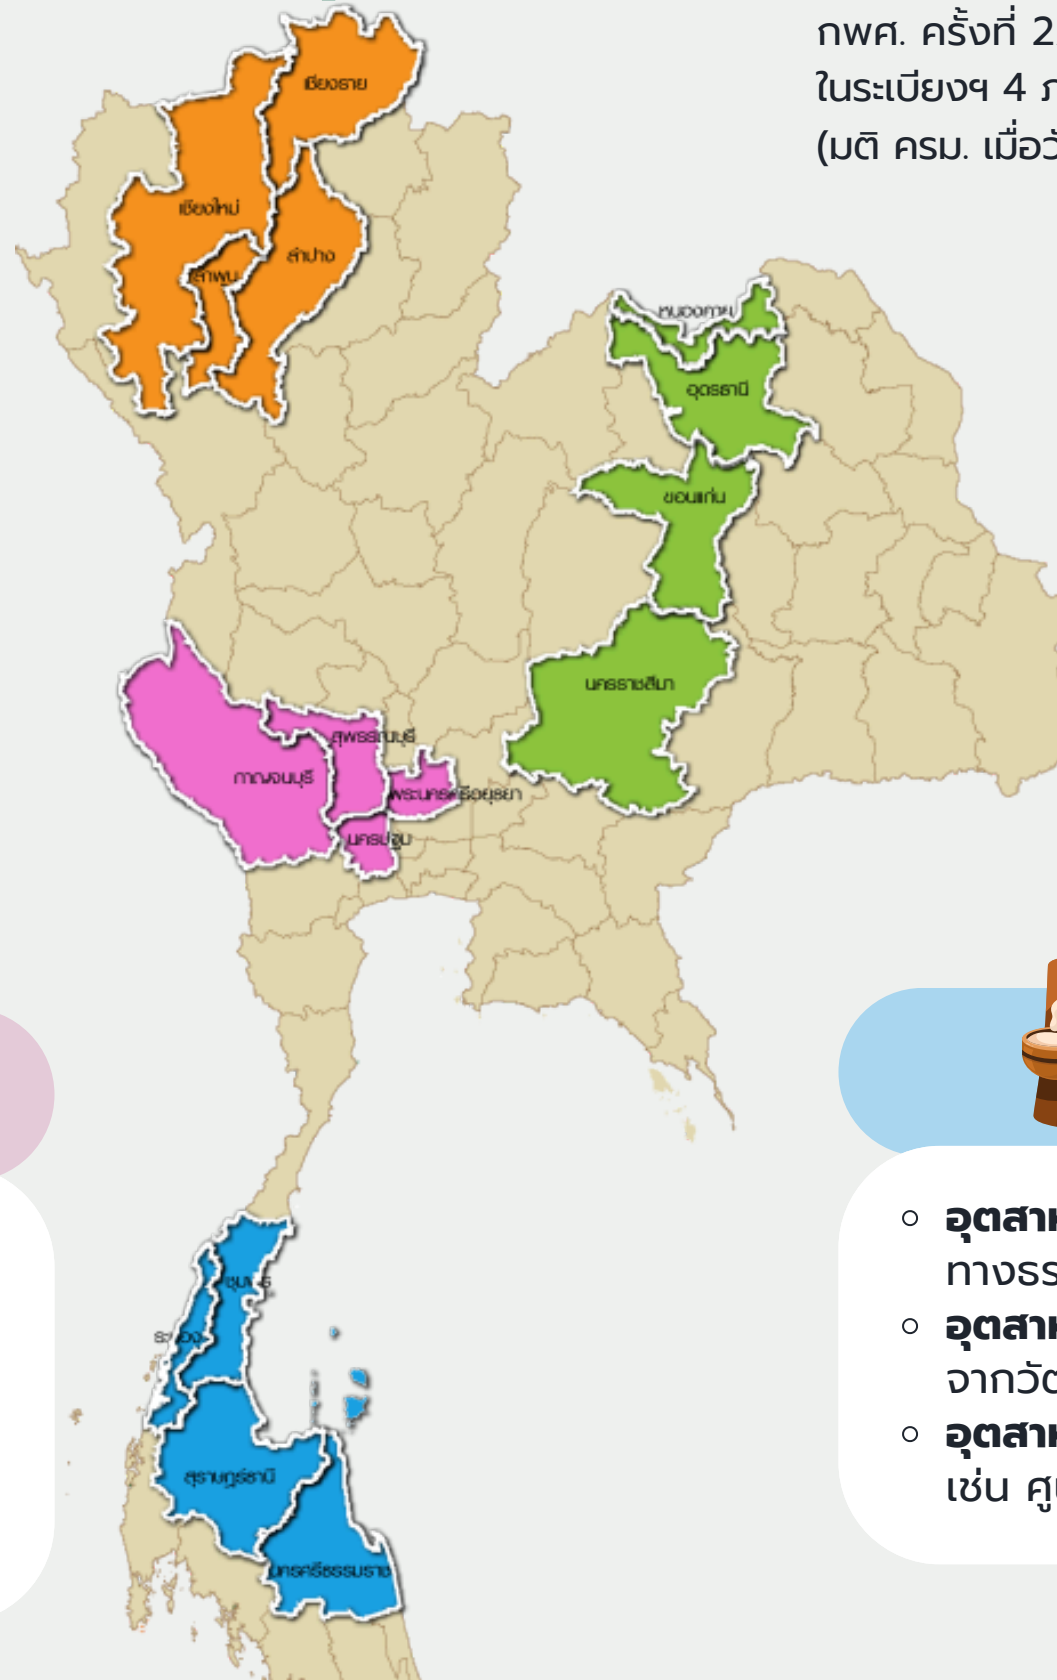 กพศ. ครั้งที่ 2
ในระเบียงฯ 4 ภ
(มติ ครม. เมื่อวั
เชียงราย
เชียงใหม่
ลำปาง
ลำพูน
หนองคาย
อุดรธานี
ขอนแก่น
นครราชสีมา
สุพรรณบุรี
กาญจนบุรี
พระนครศรีอยุธยา
นครปฐม
ชุมพร
ระนอง
สุราษฎร์ธานี
นครศรีธรรมราช
อุตสาห
ทางธร
อุตสาห
จากวัต
อุตสาห
เช่น ศูน